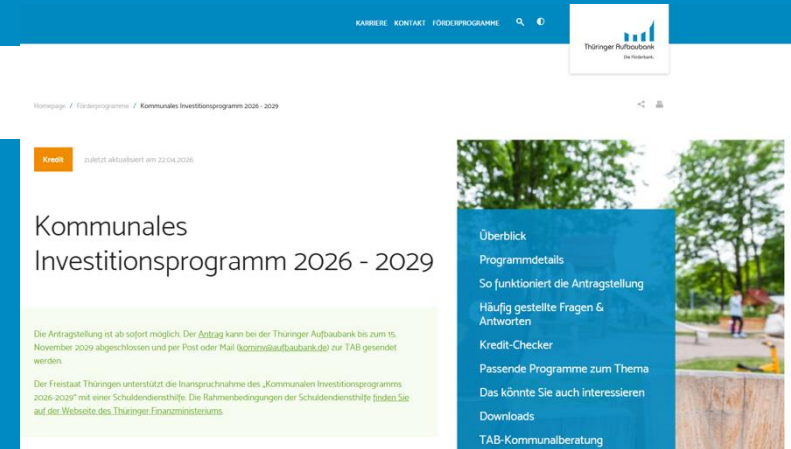 KARRIERE KONTAKT FÖRDERPROGRAMME
Thüringer Aufbaubank
Die Förderbank.
Homepage / Förderprogramme / Kommunales Investitionsprogramm 2026 - 2029
Kredit
zuletzt aktualisiert am 22.04.2026
Kommunales
Investitionsprogramm 2026 - 2029
Die Antragstellung ist ab sofort möglich. Der Antrag kann bei der Thüringer Aufbaubank bis zum 15.
November 2029 abgeschlossen und per Post oder Mail (kominv@aufbaubank.de) zur TAB gesendet
werden.
Der Freistaat Thüringen unterstützt die Inanspruchnahme des „Kommunalen Investitionsprogramms
2026-2029" mit einer Schuldendiensthilfe. Die Rahmenbedingungen der Schuldendiensthilfe finden Sie
auf der Webseite des Thüringer Finanzministeriums.
Überblick
Programmdetails
So funktioniert die Antragstellung
Häufig gestellte Fragen &
Antworten
Kredit-Checker
Passende Programme zum Thema
Das könnte Sie auch interessieren
Downloads
TAB-Kommunalberatung